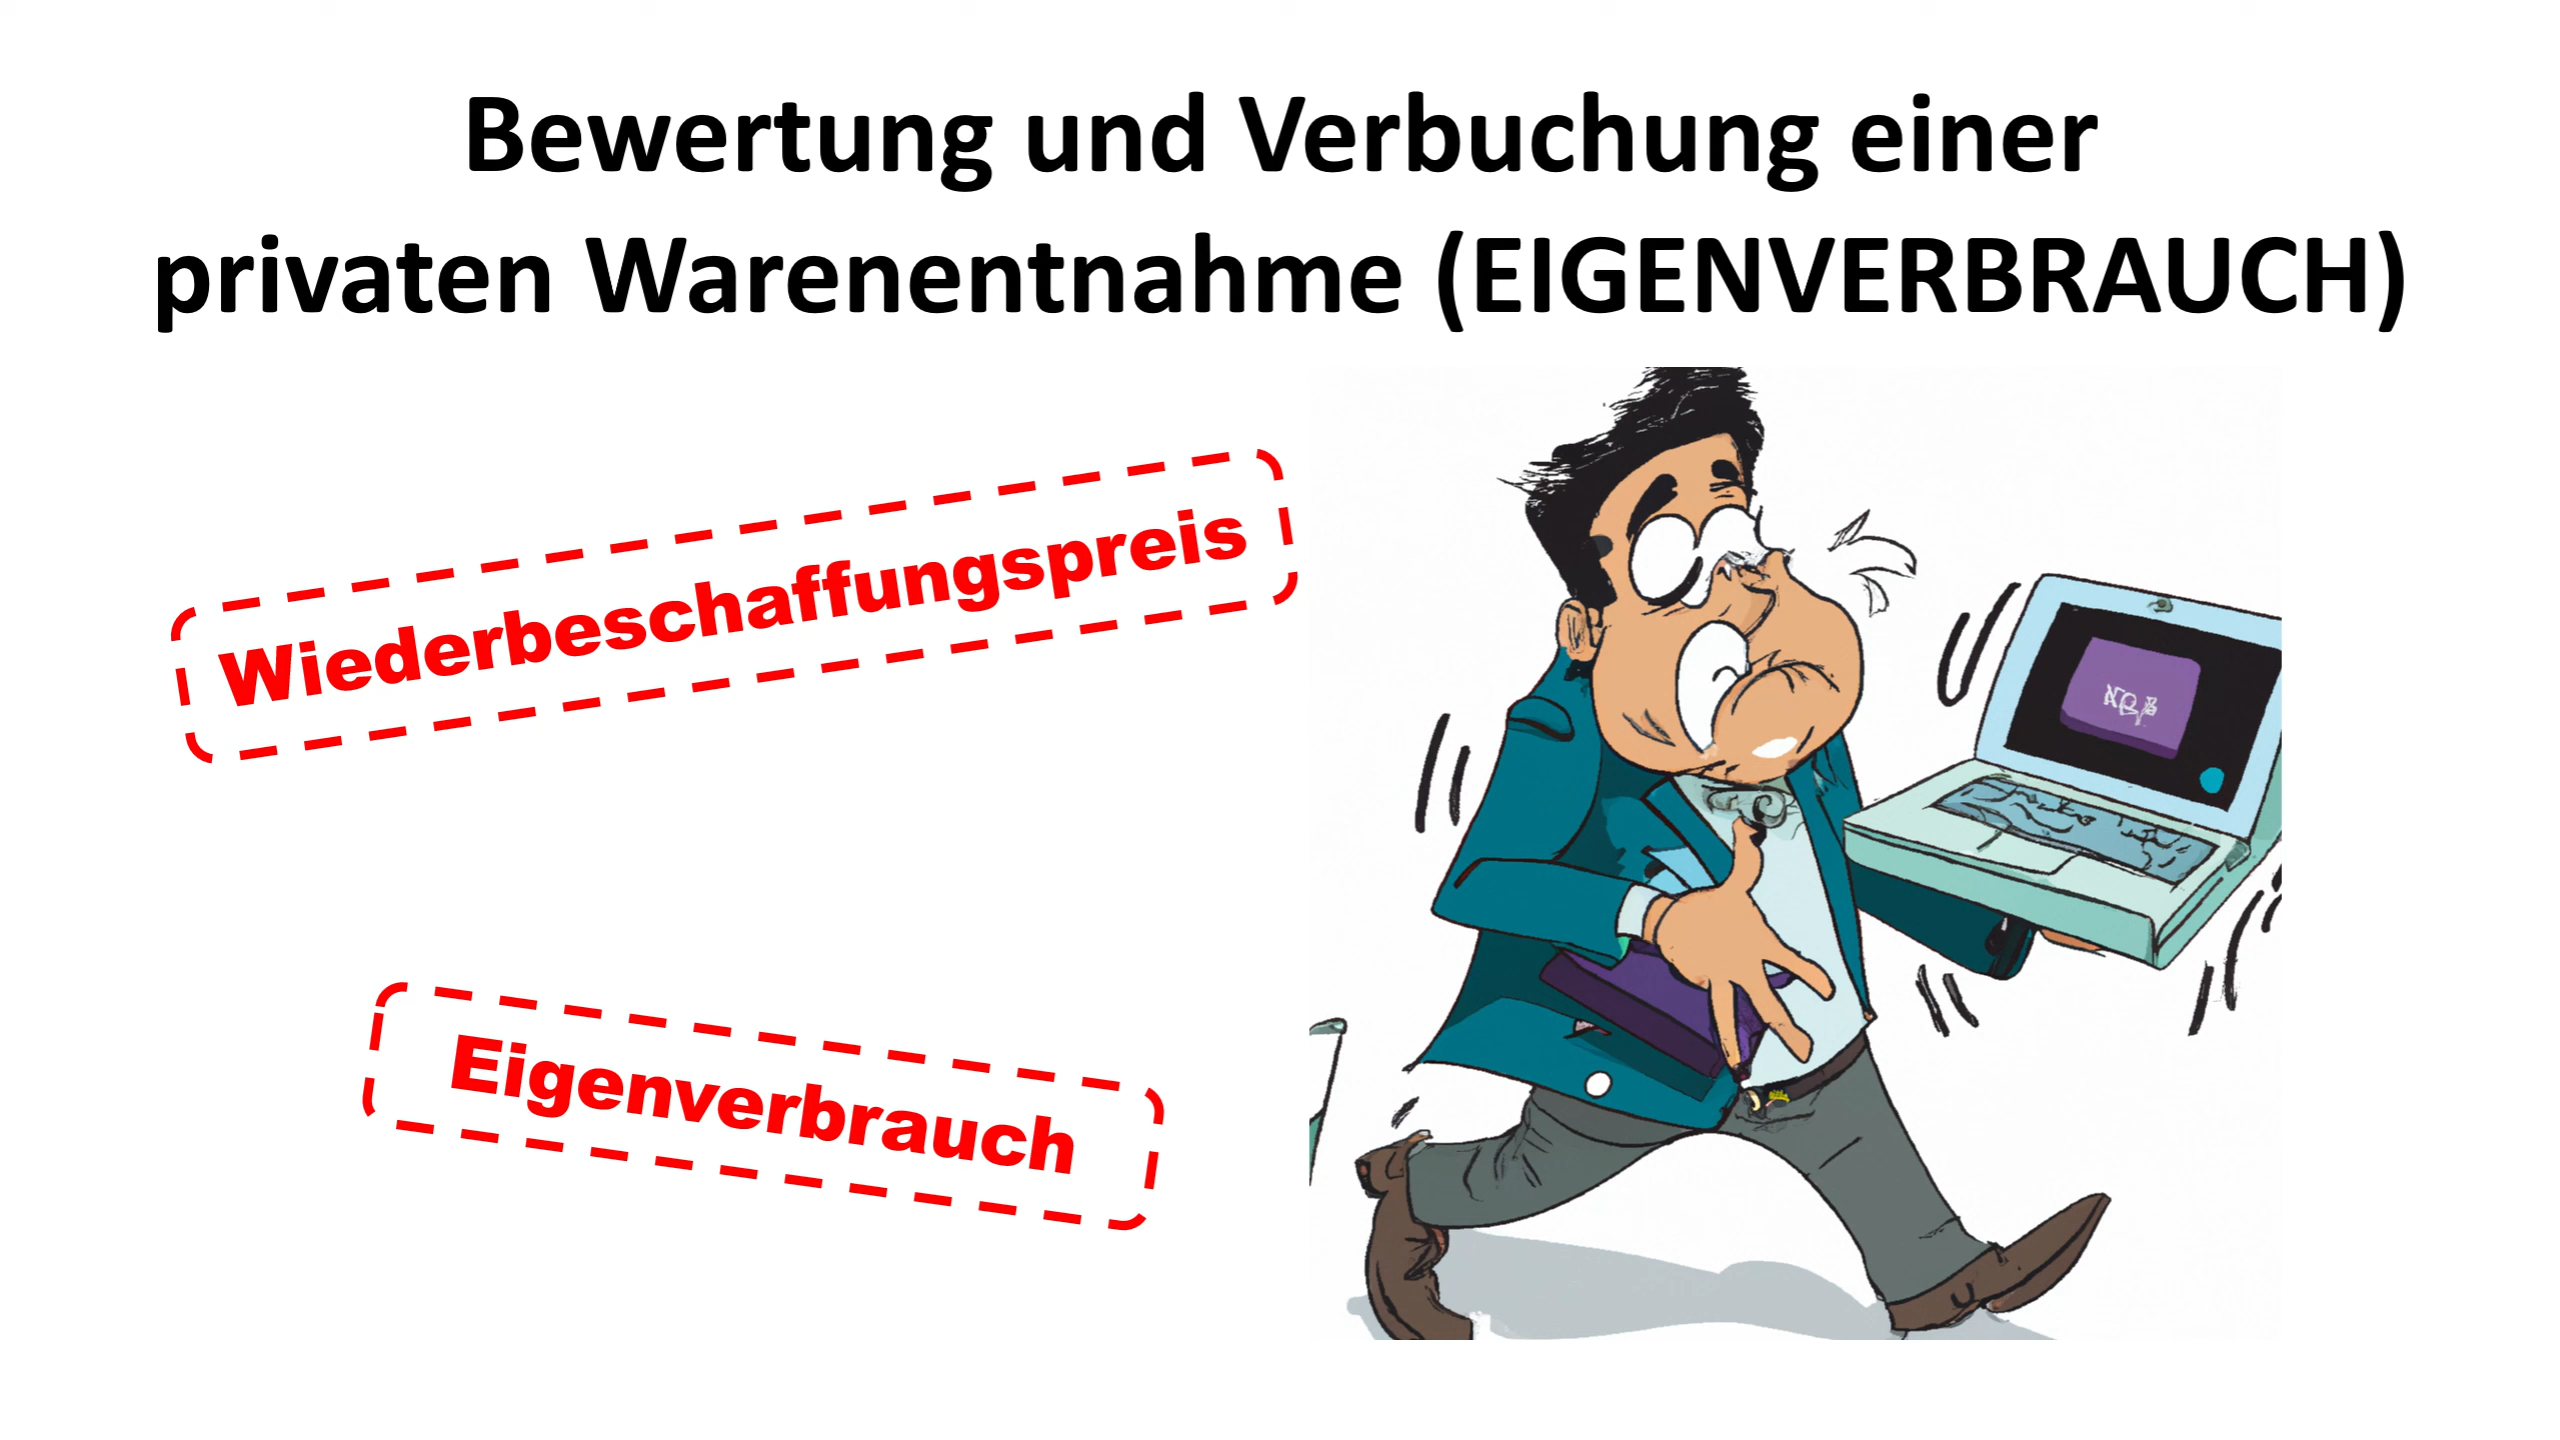 Bewertung und Verbuchung einer
privaten Warenentnahme (EIGENVERBRAUCH)
Wiederbeschaffungspreis
Eigenverbrauch